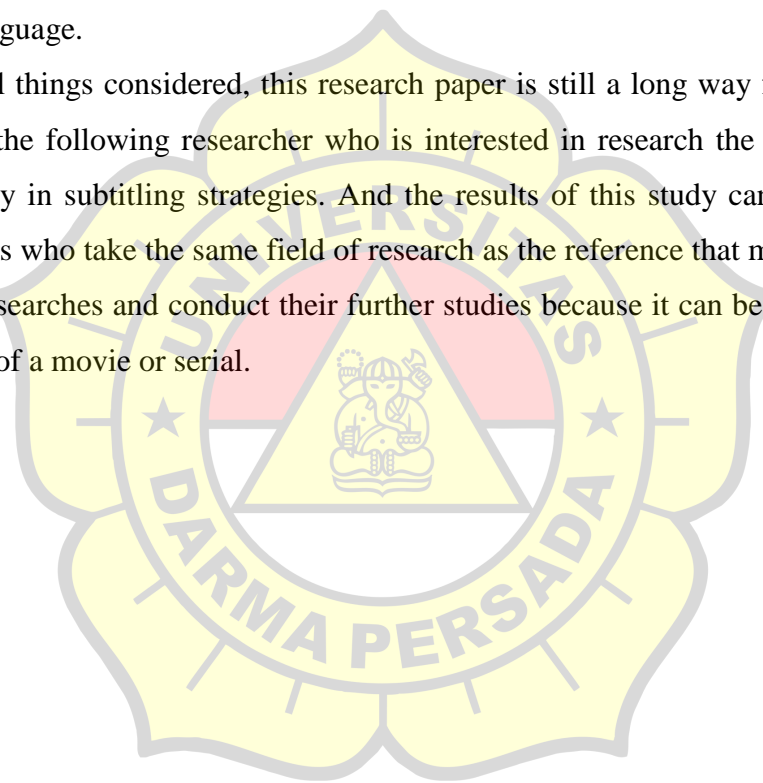 guage.
l things considered, this research paper is still a long way
the following researcher who is interested in research the
y in subtitling strategies. And the results of this study
s who take the same field of research as the reference that
searches and conduct their further studies because it can be
of a movie or serial.
UNIVERSITAS
DARMA PERSADA